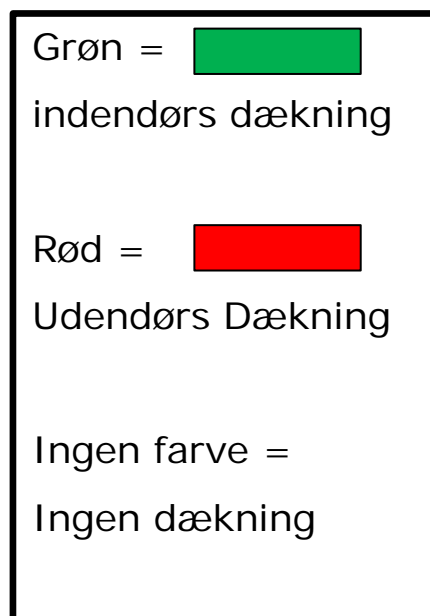 Grøn =
indendørs dækning
Rød =
Udendørs Dækning
Ingen farve =
Ingen dækning